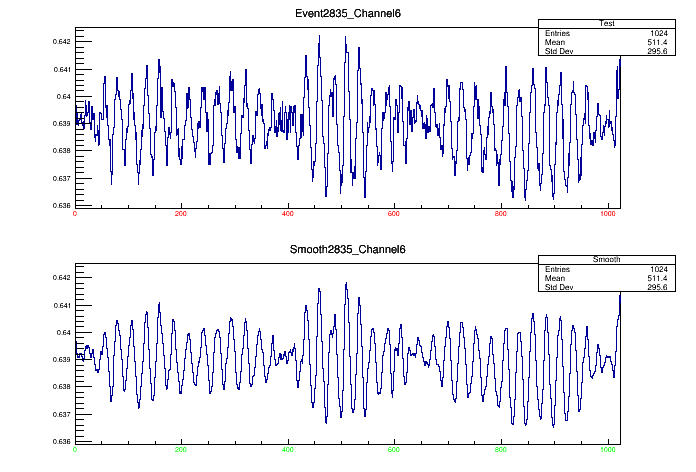 Event2835_Channel6
Test
Entries 1024
Mean 511.4
Std Dev 295.6
0.642
0.641
0.64
0.639
0.638
0.637
0.636
0 200 400 600 800 1000
Smooth2835_Channel6
Smooth
Entries 1024
Mean 511.4
Std Dev 295.6
0.642
0.641
0.64
0.639
0.638
0.637
0.636
0 200 400 600 800 1000